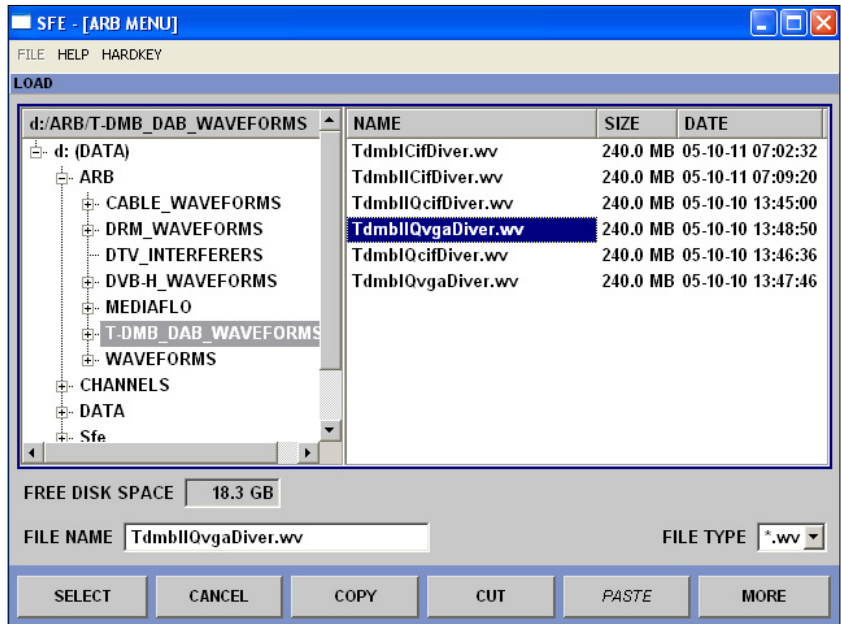 SFE - [ARB MENU]
FILE HELP HARDKEY
LOAD
d:/ARB/T-DMB_DAB_WAVEFORMS
d: (DATA)
ARB
CABLE_WAVEFORMS
DRM_WAVEFORMS
DTV_INTERFERERS
DVB-H_WAVEFORMS
MEDIAFLO
T-DMB_DAB_WAVEFORMS
WAVEFORMS
CHANNELS
DATA
Sfe
NAME SIZE DATE
TdmbICifDiver.wv 240.0 MB 05-10-11 07:02:32
TdmbIICifDiver.wv 240.0 MB 05-10-11 07:09:20
TdmbIIQcifDiver.wv 240.0 MB 05-10-10 13:45:00
TdmbIIQvgaDiver.wv 240.0 MB 05-10-10 13:48:50
TdmbIQcifDiver.wv 240.0 MB 05-10-10 13:46:36
TdmbIQvgaDiver.wv 240.0 MB 05-10-10 13:47:46
FREE DISK SPACE 18.3 GB
FILE NAME TdmbIIQvgaDiver.wv FILE TYPE *.wv
SELECT CANCEL COPY CUT PASTE MORE